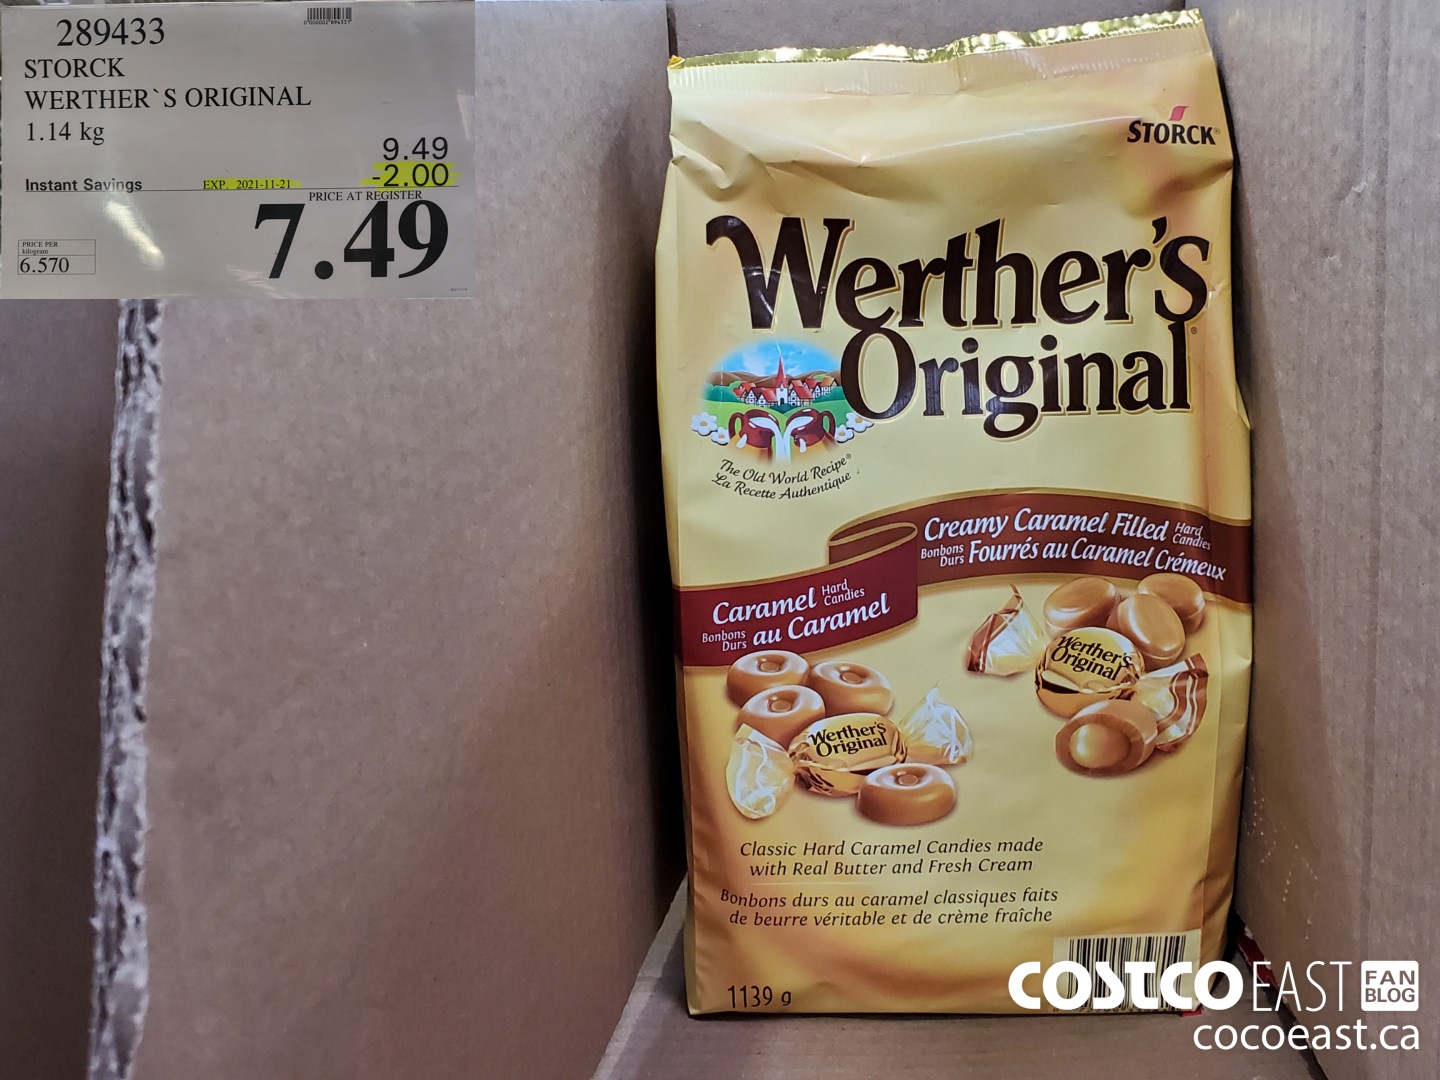 289433
0"000002"894331"
STORCK
WERTHER`S ORIGINAL
1.14 kg
9.49
Instant Savings EXP. 2021-11-21 -2.00
PRICE AT REGISTER
7.49
PRICE PER
kilogram
6.570
STORCK
Werther's
Original
The Old World Recipe
La Recette Authentique
Creamy Caramel Filled Hard Candies
Bonbons Durs Fourrés au Caramel Crémeux
Caramel Hard Candies
Bonbons Durs au Caramel
Werther's
Original
Werther's
Original
Classic Hard Caramel Candies made
with Real Butter and Fresh Cream
Bonbons durs au caramel classiques faits
de beurre véritable et de crème fraîche
1139 g
COSTCO EAST FAN BLOG
cocoeast.ca